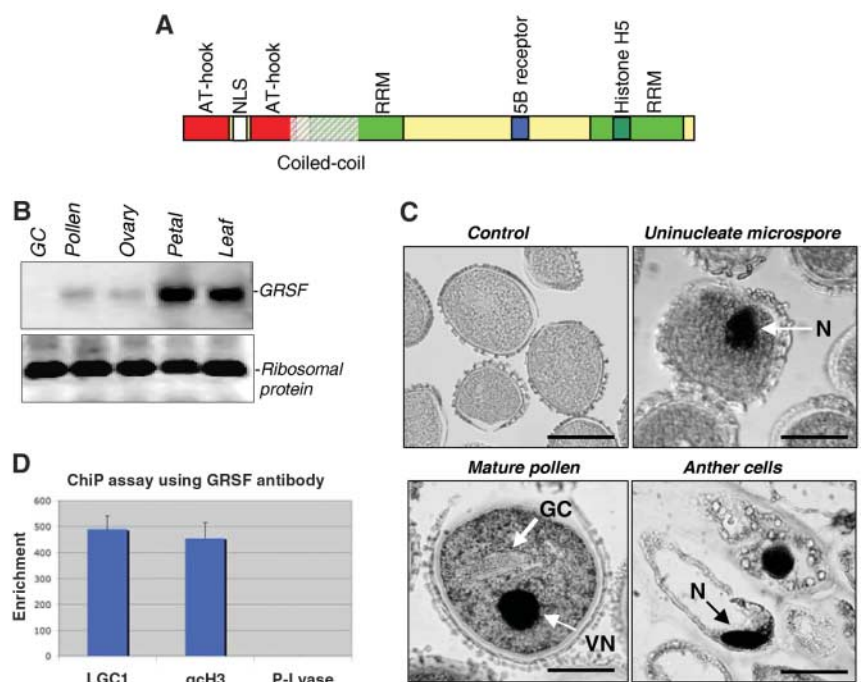 A
AT-hook
NLS
AT-hook
RRM
5B receptor
Histone H5
RRM
Coiled-coil
B
GC
Pollen
Ovary
Petal
Leaf
-GRSF
-Ribosomal
protein
C
Control
Uninucleate microspore
N
Mature pollen
Anther cells
GC
VN
N
D
ChiP assay using GRSF antibody
Enrichment
600
500
400
300
200
100
0
LGC1
gcH3
P-Lyase